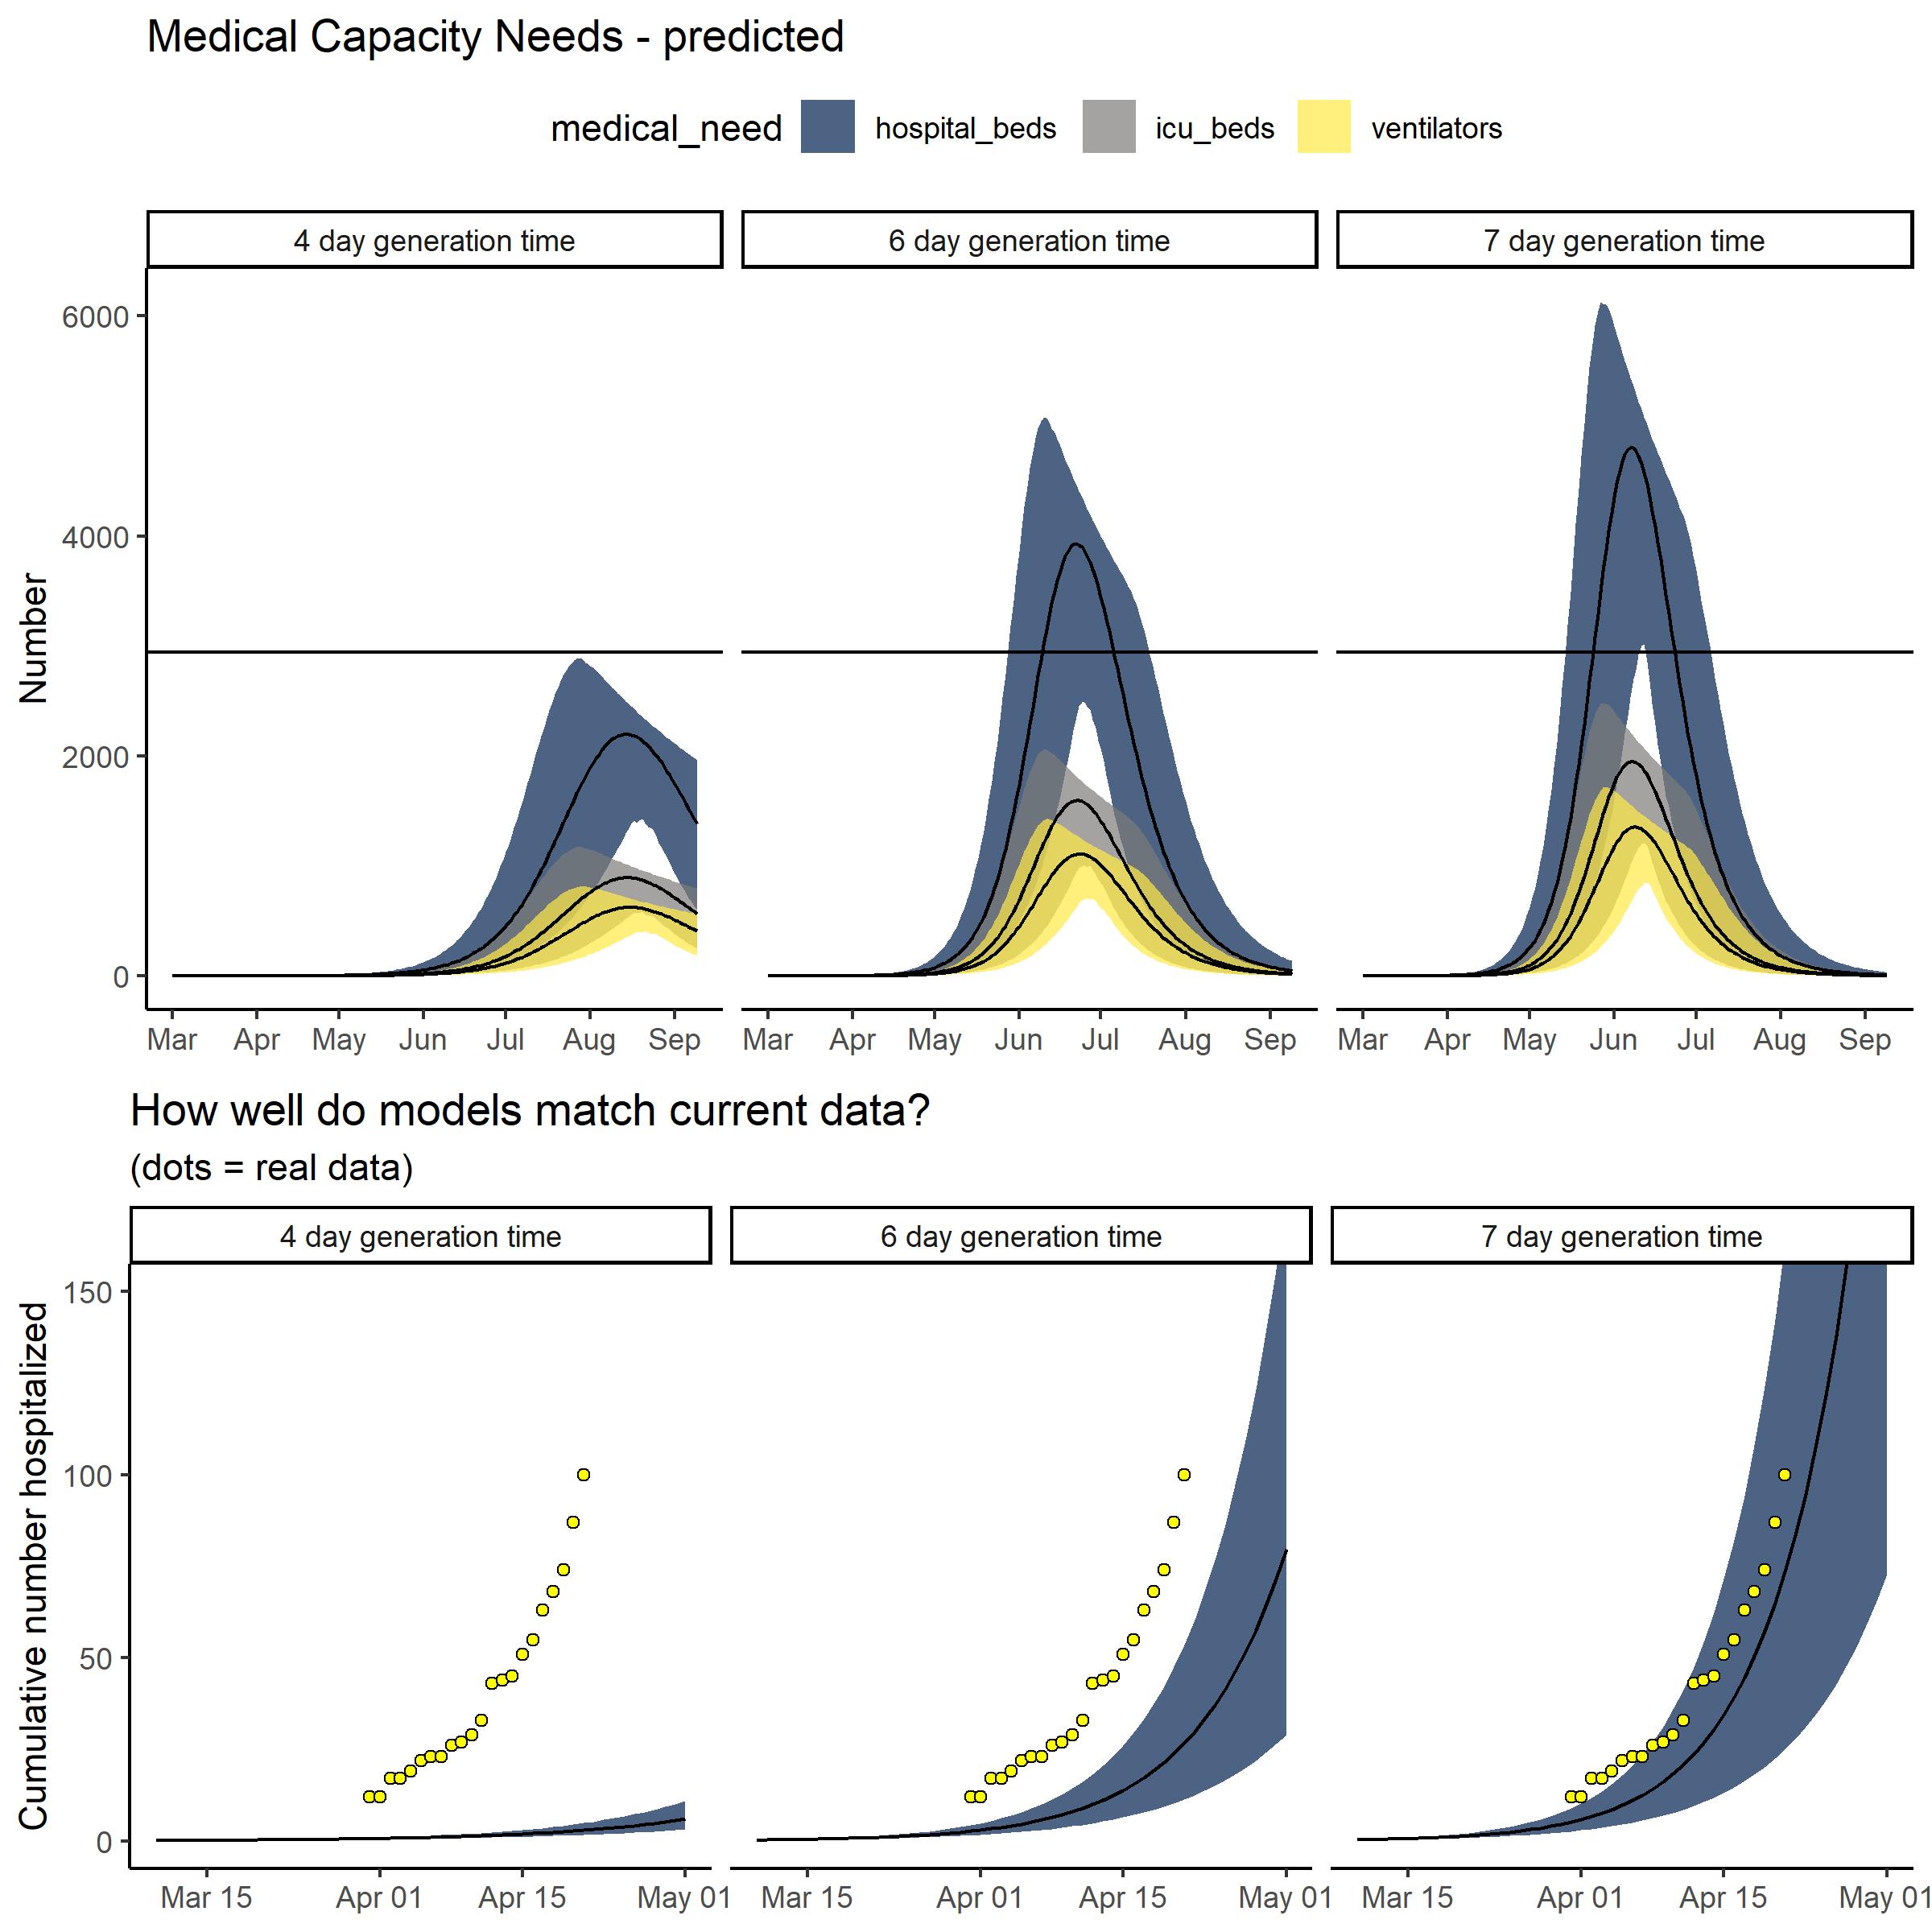 Medical Capacity Needs - predicted
medical_need hospital_beds icu_beds ventilators
4 day generation time 6 day generation time 7 day generation time
Number
6000
4000
2000
0
Mar Apr May Jun Jul Aug Sep Mar Apr May Jun Jul Aug Sep Mar Apr May Jun Jul Aug Sep
How well do models match current data?
(dots = real data)
4 day generation time 6 day generation time 7 day generation time
Cumulative number hospitalized
150
100
50
0
Mar 15 Apr 01 Apr 15 May 01 Mar 15 Apr 01 Apr 15 May 01 Mar 15 Apr 01 Apr 15 May 01